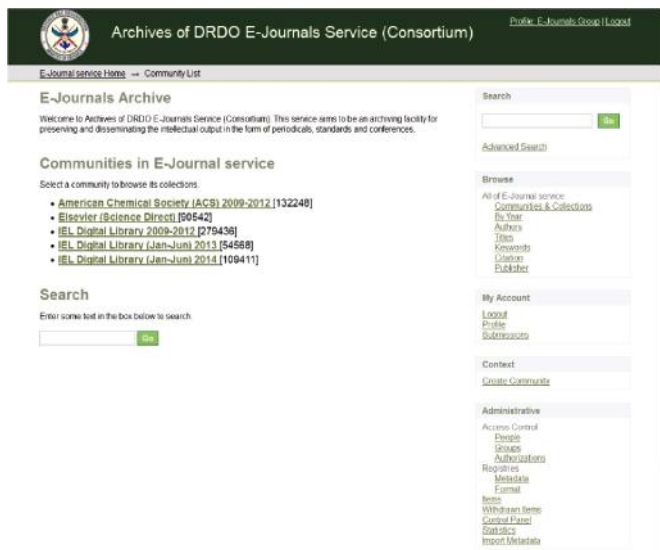 Archives of DRDO E-Journals Service (Consortium)
Profile: E-Journals Group | Logout
E-Journal service Home → Community List
E-Journals Archive
Welcome to Archives of DRDO E-Journals Service (Consortium). This service aims to be an archiving facility for
preserving and disseminating the intellectual output in the form of periodicals, standards and conferences.
Communities in E-Journal service
Select a community to browse its collections.
American Chemical Society (ACS) 2009-2012 [132248]
Elsevier (Science Direct) [90542]
IEL Digital Library 2009-2012 [279436]
IEL Digital Library (Jan-Jun) 2013 [54568]
IEL Digital Library (Jan-Jun) 2014 [109411]
Search
Enter some text in the box below to search.
Go
Search
Go
Advanced Search
Browse
All of E-Journal service
Communities & Collections
By Year
Authors
Titles
Keywords
Citation
Publisher
My Account
Logout
Profile
Submissions
Context
Create Community
Administrative
Access Control
People
Groups
Authorizations
Registries
Metadata
Format
Items
Withdrawn Items
Control Panel
Statistics
Import Metadata